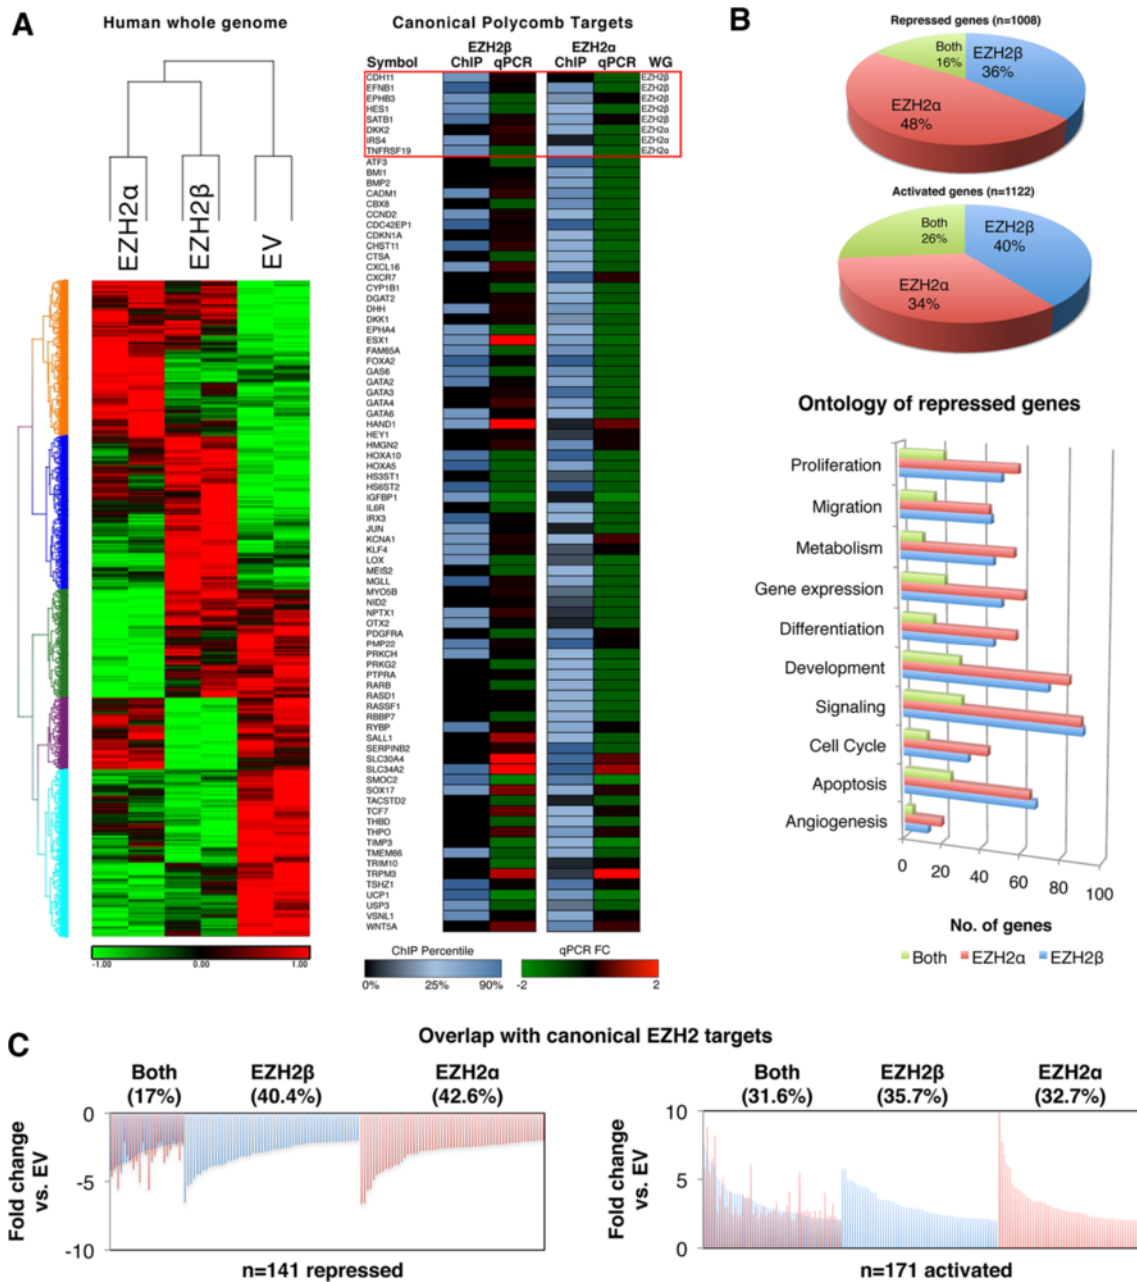 A
Human whole genome
EZH2α
EZH2β
EV
-1.00 0.00 1.00
Canonical Polycomb Targets
EZH2β EZH2α
Symbol ChIP qPCR ChIP qPCR WG
CDH11 EZH2β
EFNB1 EZH2β
EPHB3 EZH2β
HES1 EZH2β
SATB1 EZH2β
DKK2 EZH2α
IRS4 EZH2α
TNFRSF19 EZH2α
ATF3
BMI1
BMP2
CADM1
CBX8
CCND2
CDC42EP1
CDKN1A
CHST11
CTSA
CXCL16
CXCR7
CYP1B1
DGAT2
DHH
DKK1
EPHA4
ESX1
FAM65A
FOXA2
GAS6
GATA2
GATA3
GATA4
GATA6
HAND1
HEY1
HMGN2
HOXA10
HOXA5
HS3ST1
HS6ST2
IGFBP1
IL6R
IRX3
JUN
KCNA1
KLF4
LOX
MEIS2
MGLL
MYO5B
NID2
NPTX1
OTX2
PDGFRA
PMP22
PRKCH
PRKG2
PTPRA
RARB
RASD1
RASSF1
RBBP7
RYBP
SALL1
SERPINB2
SLC30A4
SLC34A2
SMOC2
SOX17
TACSTD2
TCF7
THBD
THPO
TIMP3
TMEM66
TRIM10
TRPM3
TSHZ1
UCP1
USP3
VSNL1
WNT5A
ChIP Percentile qPCR FC
0% 25% 90% -2 2
B
Repressed genes (n=1008)
Both
16%
EZH2β
36%
EZH2α
48%
Activated genes (n=1122)
Both
26%
EZH2β
40%
EZH2α
34%
Ontology of repressed genes
Proliferation
Migration
Metabolism
Gene expression
Differentiation
Development
Signaling
Cell Cycle
Apoptosis
Angiogenesis
0 20 40 60 80 100
No. of genes
Both EZH2α EZH2β
C
Overlap with canonical EZH2 targets
Both EZH2β EZH2α
(17%) (40.4%) (42.6%)
Fold change
vs. EV
0
-5
-10
n=141 repressed
Both EZH2β EZH2α
(31.6%) (35.7%) (32.7%)
Fold change
vs. EV
10
5
0
n=171 activated